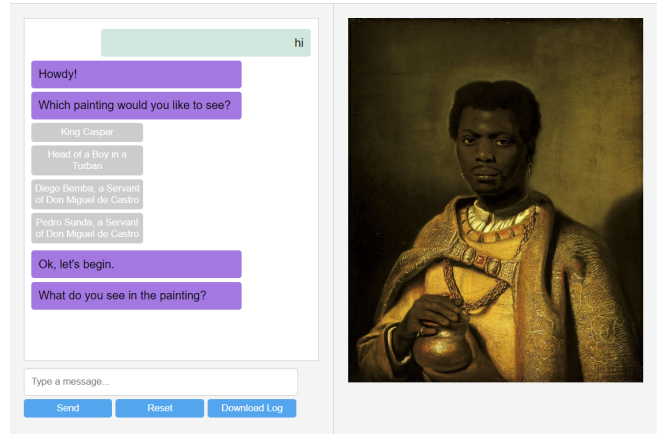 hi
Howdy!
Which painting would you like to see?
King Caspar
Head of a Boy in a
Turban
Diego Bemba, a Servant
of Don Miguel de Castro
Pedro Sunda, a Servant
of Don Miguel de Castro
Ok, let's begin.
What do you see in the painting?
Type a message...
Send
Reset
Download Log